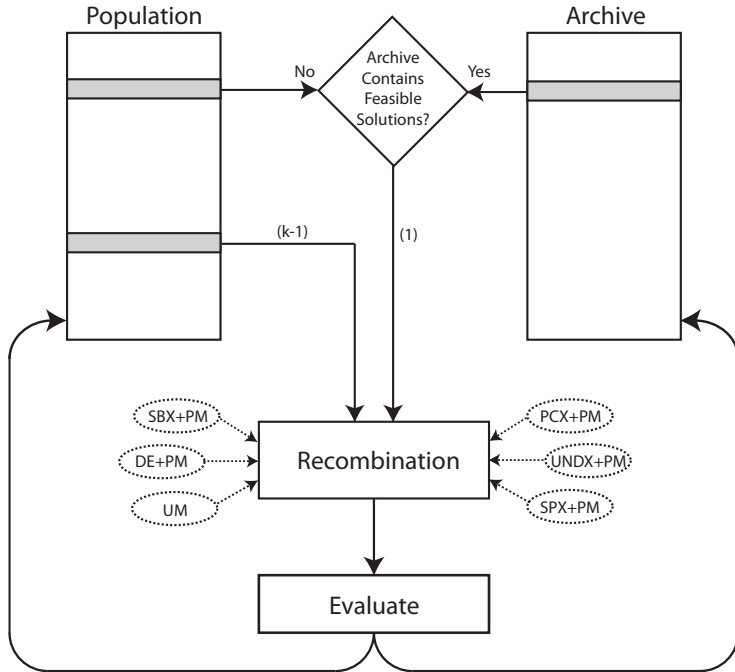 Population
Archive
Archive
Contains
Feasible
Solutions?
No
Yes
(k-1)
(1)
SBX+PM
DE+PM
UM
Recombination
PCX+PM
UNDX+PM
SPX+PM
Evaluate